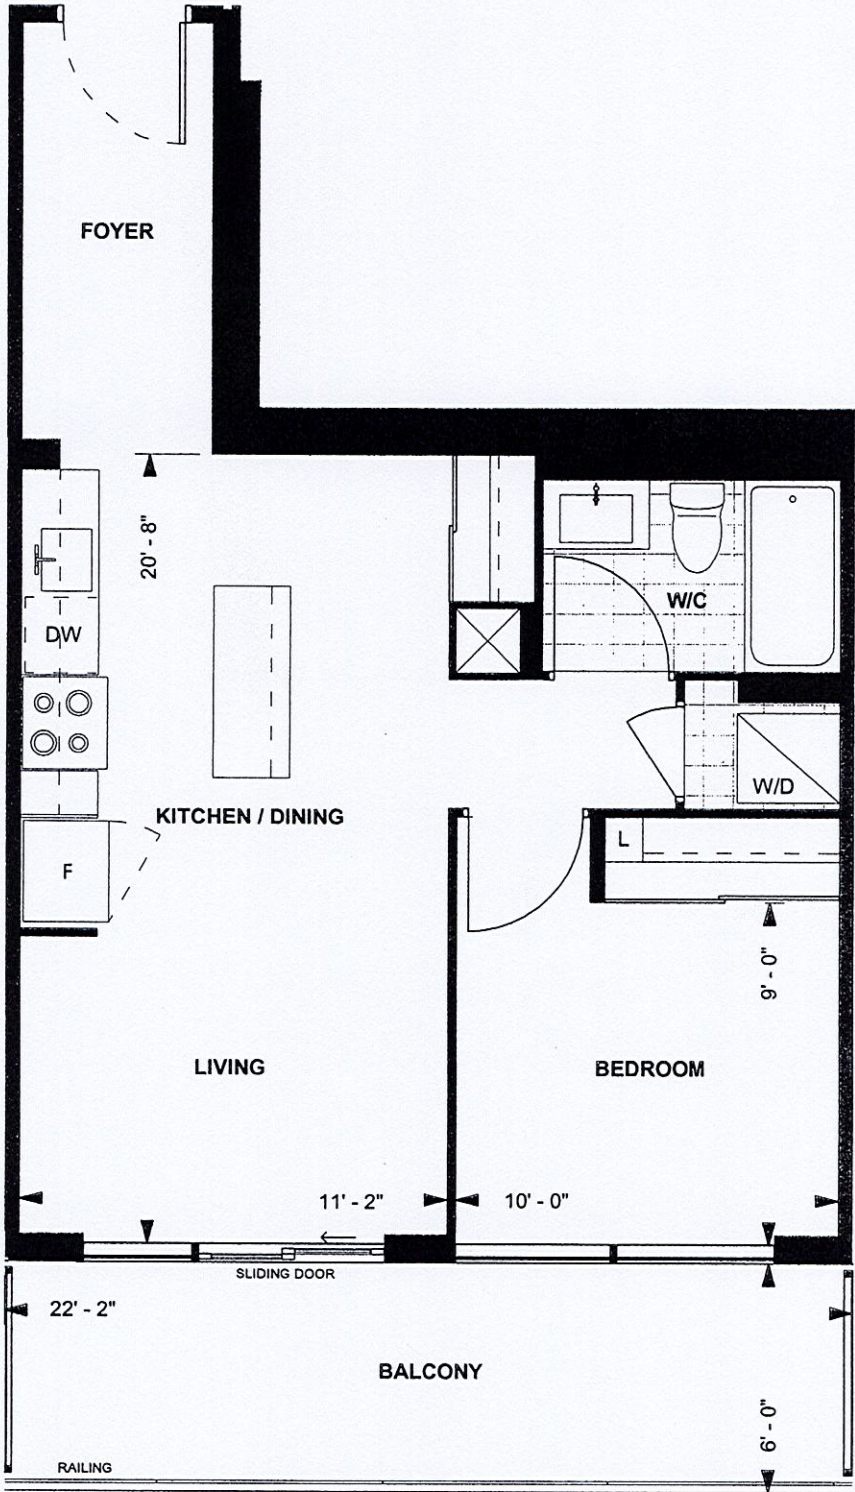 FOYER
20' - 8"
DW
W/C
W/D
KITCHEN / DINING
L
F
9' - 0"
LIVING
BEDROOM
11' - 2"
10' - 0"
SLIDING DOOR
22' - 2"
BALCONY
6' - 0"
RAILING